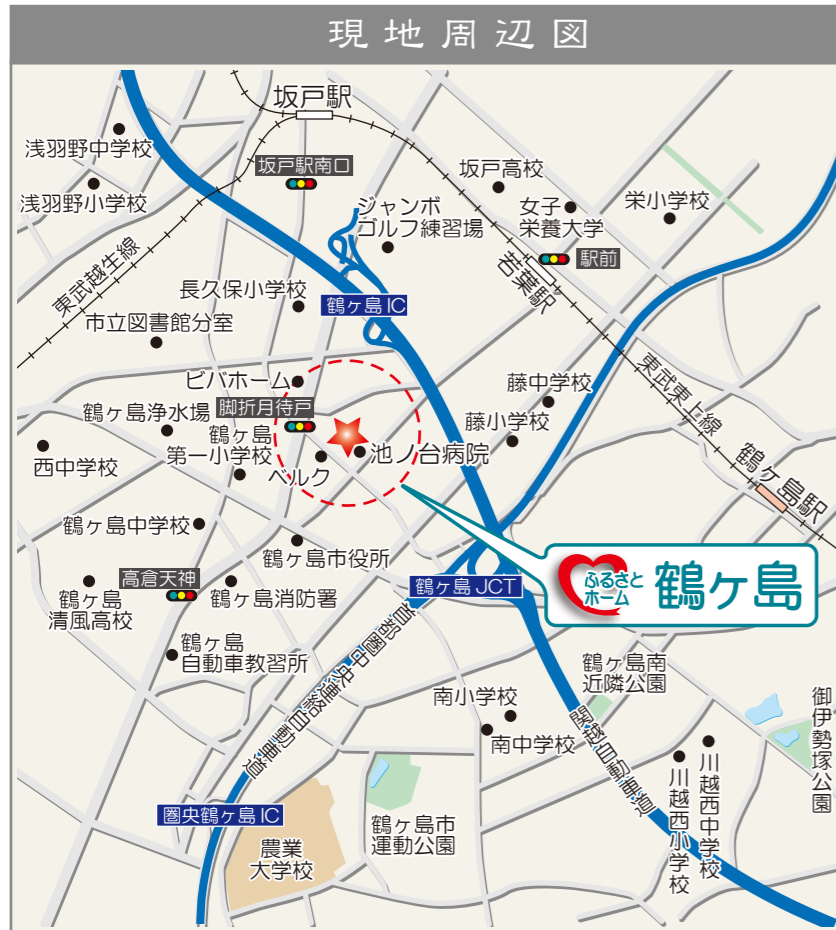 現地周辺図
坂戸駅
浅羽野中学校
坂戸駅南口
坂戸高校
浅羽野小学校
ジャンボ
ゴルフ練習場
女子
栄養大学
栄小学校
駅前
若葉駅
東武越生線
長久保小学校
鶴ヶ島IC
市立図書館分室
ビバホーム
藤中学校
東武東上線
脚折月待戸
鶴ヶ島浄水場
藤小学校
西中学校
鶴ヶ島
第一小学校
池ノ台病院
ベルク
鶴ヶ島駅
鶴ヶ島中学校
鶴ヶ島市役所
高倉天神
鶴ヶ島JCT
ふるさと
ホーム
鶴ヶ島
鶴ヶ島
清風高校
鶴ヶ島消防署
鶴ヶ島
自動車教習所
首都圏中央連絡自動車道
鶴ヶ島南
近隣公園
南小学校
南中学校
関越自動車道
御伊勢塚公園
川越西中学校
川越西小学校
圏央鶴ヶ島IC
農業
大学校
鶴ヶ島市
運動公園